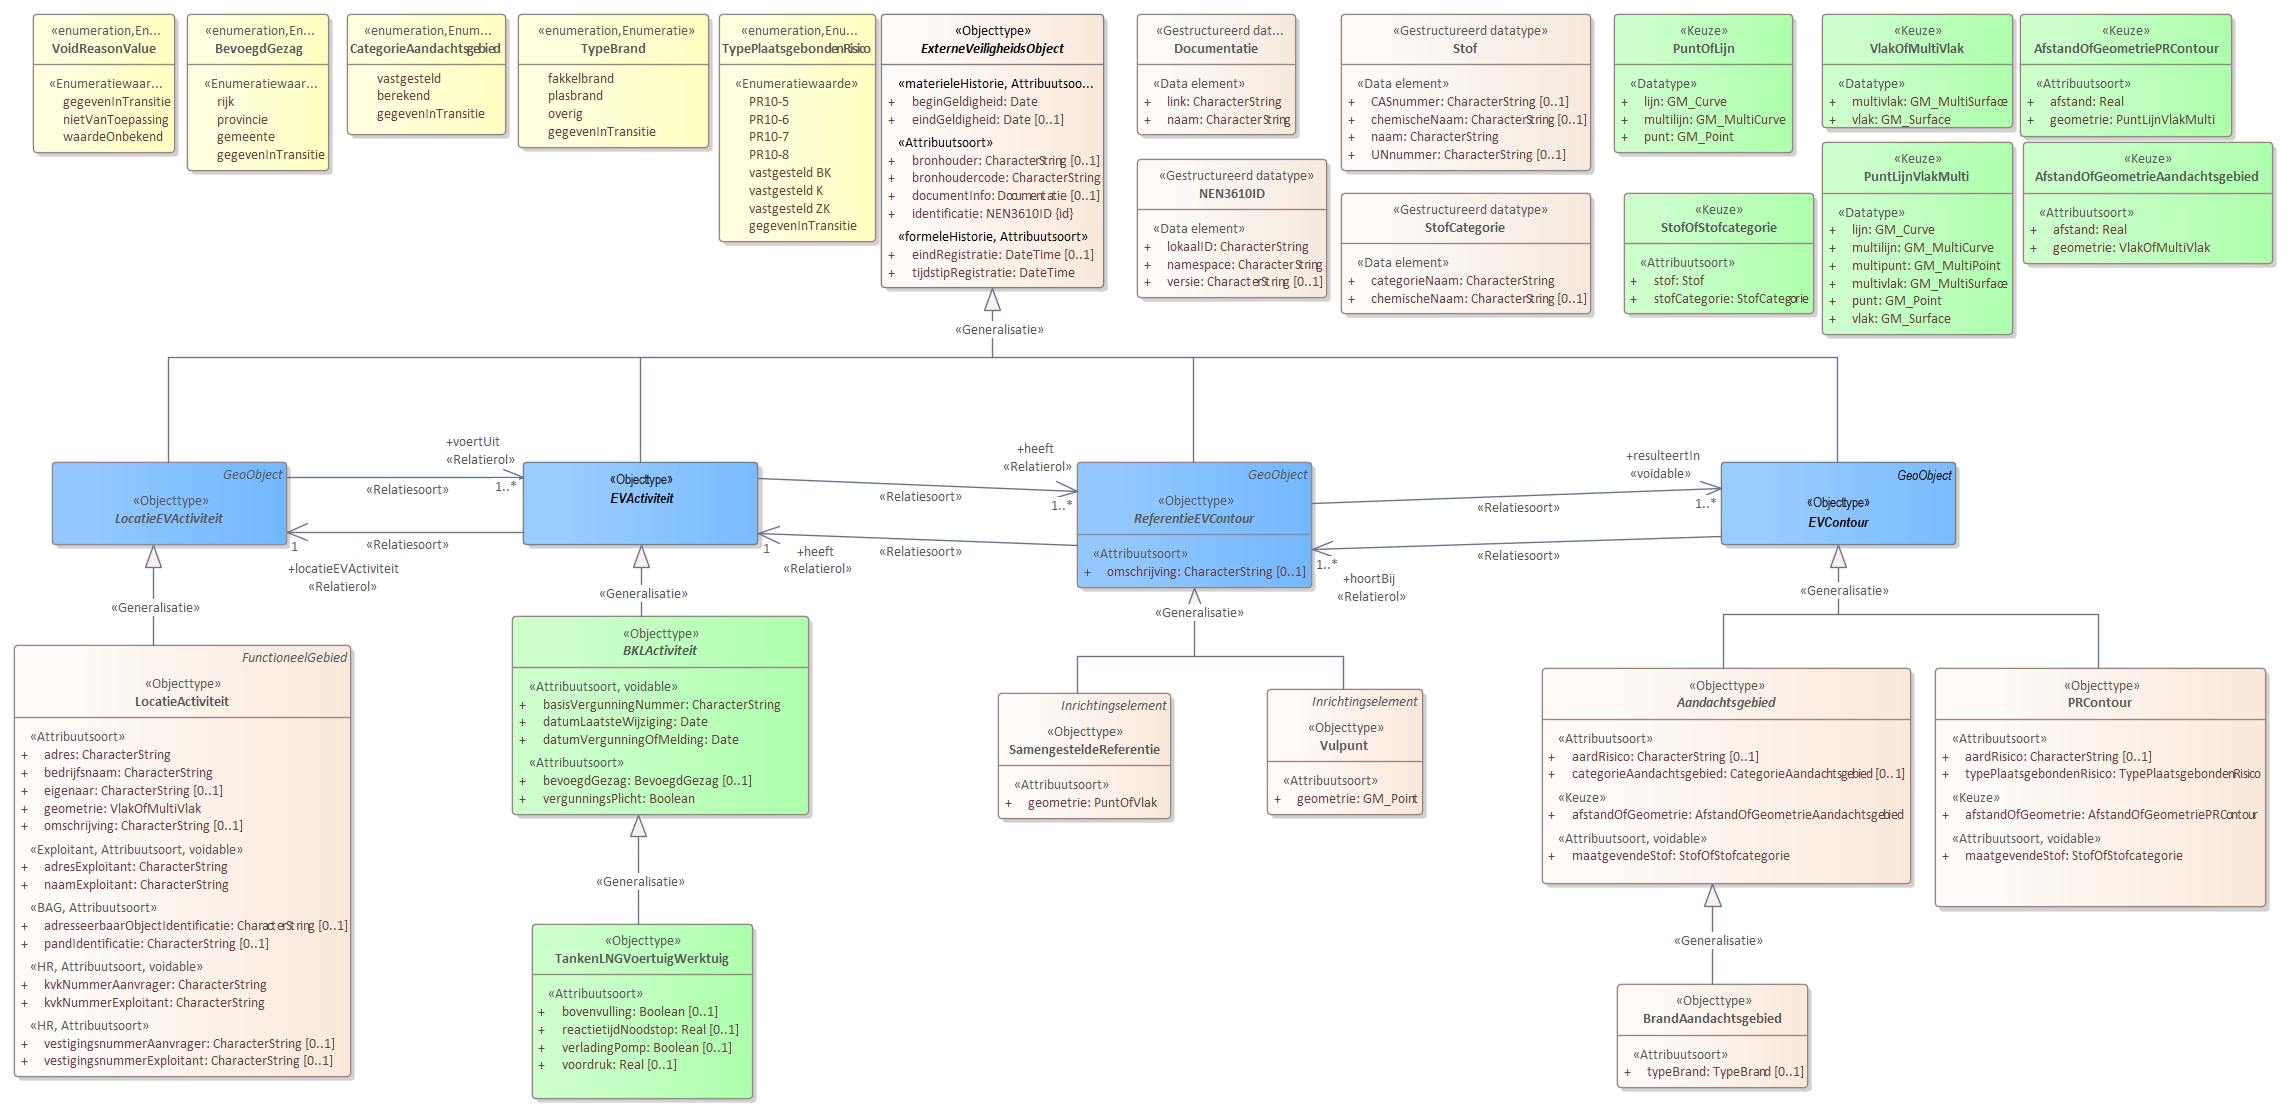 «enumeration,En...
VoidReasonValue
«Enumeratiewaar...
gegevenInTransitie
nietVanToepassing
waardeOnbekend
«enumeration,En...
BevoegdGezag
«Enumeratiewaar...
rijk
provincie
gemeente
gegevenInTransitie
«enumeration,Enum...
CategorieAandachtsgebied
vastgesteld
berekend
gegevenInTransitie
«enumeration, Enumeratie»
TypeBrand
fakkelbrand
plasbrand
overig
gegevenInTransitie
«enumeration,Enu...
TypePlaatsgebondenRisico
«Enumeratiewaarde»
PR10-5
PR10-6
PR10-7
PR10-8
vastgesteld BK
vastgesteld K
vastgesteld ZK
gegevenInTransitie
«Objecttype»
ExterneVeiligheidsObject
«materieleHistorie, Attribuutsoo...
+ beginGeldigheid: Date
+ eindGeldigheid: Date [0..1]
«Attribuutsoort»
+ bronhouder: CharacterString [0..1]
+ bronhoudercode: CharacterString
+ documentInfo: Documentatie [0..1]
+ identificatie: NEN3610ID {id}
«formeleHistorie, Attribuutsoort»
+ eindRegistratie: DateTime [0..1]
+ tijdstipRegistratie: DateTime
«Gestructureerd dat...
Documentatie
«Data element»
+ link: CharacterString
+ naam: CharacterString
«Gestructureerd datatype»
NEN3610ID
«Data element»
+ lokaalID: CharacterString
+ namespace: CharacterString
+ versie: CharacterString [0..1]
«Gestructureerd datatype»
Stof
«Data element»
+ CASnummer: CharacterString [0..1]
+ chemischeNaam: CharacterString [0..1]
+ naam: CharacterString
+ UNnummer: CharacterString [0..1]
«Gestructureerd datatype»
StofCategorie
«Data element»
+ categorieNaam: CharacterString
+ chemischeNaam: CharacterString [0..1]
«Keuze»
PuntOfLijn
«Datatype»
+ lijn: GM_Curve
+ multilijn: GM_MultiCurve
+ punt: GM_Point
«Keuze»
StofOfStofcategorie
«Attribuutsoort»
+ stof: Stof
+ stofCategorie: StofCategorie
«Keuze»
VlakOfMultiVlak
«Datatype»
+ multivlak: GM_MultiSurface
+ vlak: GM_Surface
«Keuze»
PuntLijnVlakMulti
«Datatype»
+ lijn: GM_Curve
+ multilijn: GM_MultiCurve
+ multipunt: GM_MultiPoint
+ multivlak: GM_MultiSurface
+ punt: GM_Point
+ vlak: GM_Surface
«Keuze»
AfstandOfGeometriePRContour
«Attribuutsoort»
+ afstand: Real
+ geometrie: PuntLijnVlakMulti
«Keuze»
AfstandOfGeometrieAandachtsgebied
«Attribuutsoort»
+ afstand: Real
+ geometrie: VlakOfMultiVlak
«Generalisatie»
GeoObject
«Objecttype»
LocatieEVActiviteit
+voertUit
«Relatierol»
1..*
«Relatiesoort»
«Relatiesoort»
1
+locatieEVActiviteit
«Relatierol»
«Objecttype»
EVActiviteit
+heeft
«Relatierol»
1..*
«Relatiesoort»
«Relatiesoort»
1
+heeft
«Relatierol»
GeoObject
«Objecttype»
ReferentieEVContour
«Attribuutsoort»
+ omschrijving: CharacterString [0..1]
+resulteertIn
«voidable»
1..*
«Relatiesoort»
«Relatiesoort»
1..*
+hoortBij
«Relatierol»
GeoObject
«Objecttype»
EVContour
«Generalisatie»
«Generalisatie»
«Generalisatie»
«Generalisatie»
FunctioneelGebied
«Objecttype»
LocatieActiviteit
«Attribuutsoort»
+ adres: CharacterString
+ bedrijfsnaam: CharacterString
+ eigenaar: CharacterString [0..1]
+ geometrie: VlakOfMultiVlak
+ omschrijving: CharacterString [0..1]
«Exploitant, Attribuutsoort, voidable»
+ adresExploitant: CharacterString
+ naamExploitant: CharacterString
«BAG, Attribuutsoort»
+ adresseerbaarObjectIdentificatie: CharacterString [0..1]
+ pandIdentificatie: CharacterString [0..1]
«HR, Attribuutsoort, voidable»
+ kvkNummerAanvrager: CharacterString
+ kvkNummerExploitant: CharacterString
«HR, Attribuutsoort»
+ vestigingsnummerAanvrager: CharacterString [0..1]
+ vestigingsnummerExploitant: CharacterString [0..1]
«Objecttype»
BKLActiviteit
«Attribuutsoort, voidable»
+ basisVergunningNummer: CharacterString
+ datumLaatsteWijziging: Date
+ datumVergunningOfMelding: Date
«Attribuutsoort»
+ bevoegdGezag: BevoegdGezag [0..1]
+ vergunningsPlicht: Boolean
«Generalisatie»
«Objecttype»
TankenLNGVoertuigWerktuig
«Attribuutsoort»
+ bovenvulling: Boolean [0..1]
+ reactietijdNoodstop: Real [0..1]
+ verladingPomp: Boolean [0..1]
+ voordruk: Real [0..1]
Inrichtingselement
«Objecttype»
SamengesteldeReferentie
«Attribuutsoort»
+ geometrie: PuntOfVlak
Inrichtingselement
«Objecttype»
Vulpunt
«Attribuutsoort»
+ geometrie: GM_Point
«Objecttype»
Aandachtsgebied
«Attribuutsoort»
+ aardRisico: CharacterString [0..1]
+ categorieAandachtsgebied: CategorieAandachtsgebied [0..1]
«Keuze»
+ afstandOfGeometrie: AfstandOfGeometrieAandachtsgebied
«Attribuutsoort, voidable»
+ maatgevendeStof: StofOfStofcategorie
«Objecttype»
PRContour
«Attribuutsoort»
+ aardRisico: CharacterString [0..1]
+ typePlaatsgebondenRisico: TypePlaatsgebondenRisico
«Keuze»
+ afstandOfGeometrie: AfstandOfGeometriePRContour
«Attribuutsoort, voidable»
+ maatgevendeStof: StofOfStofcategorie
«Generalisatie»
«Objecttype»
BrandAandachtsgebied
«Attribuutsoort»
+ typeBrand: TypeBrand [0..1]